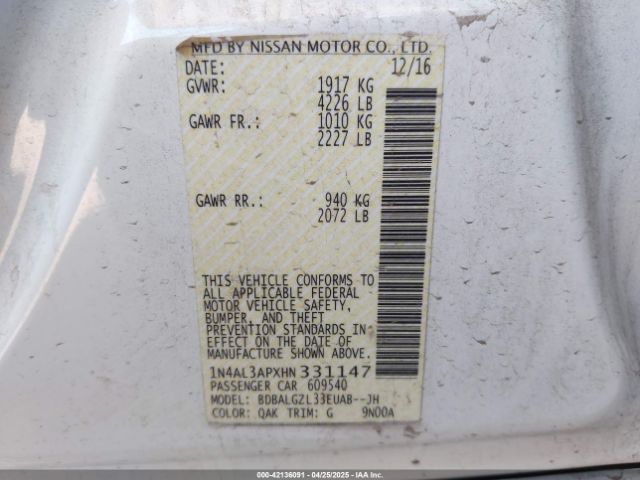 MFD BY NISSAN MOTOR CO., LTD.
DATE: 12/16
GVWR: 1917 KG
4226 LB
GAWR FR.: 1010 KG
2227 LB
GAWR RR.: 940 KG
2072 LB
THIS VEHICLE CONFORMS TO
ALL APPLICABLE FEDERAL
MOTOR VEHICLE SAFETY,
BUMPER, AND THEFT
PREVENTION STANDARDS IN
EFFECT ON THE DATE OF
MANUFACTURE SHOWN ABOVE.
1N4AL3APXHN331147
PASSENGER CAR 609540
MODEL: BDBALGZL33EUAB--JH
COLOR: QAK TRIM: G 9N00A
000-42136091 - 04/25/2025 - IAAI.COM